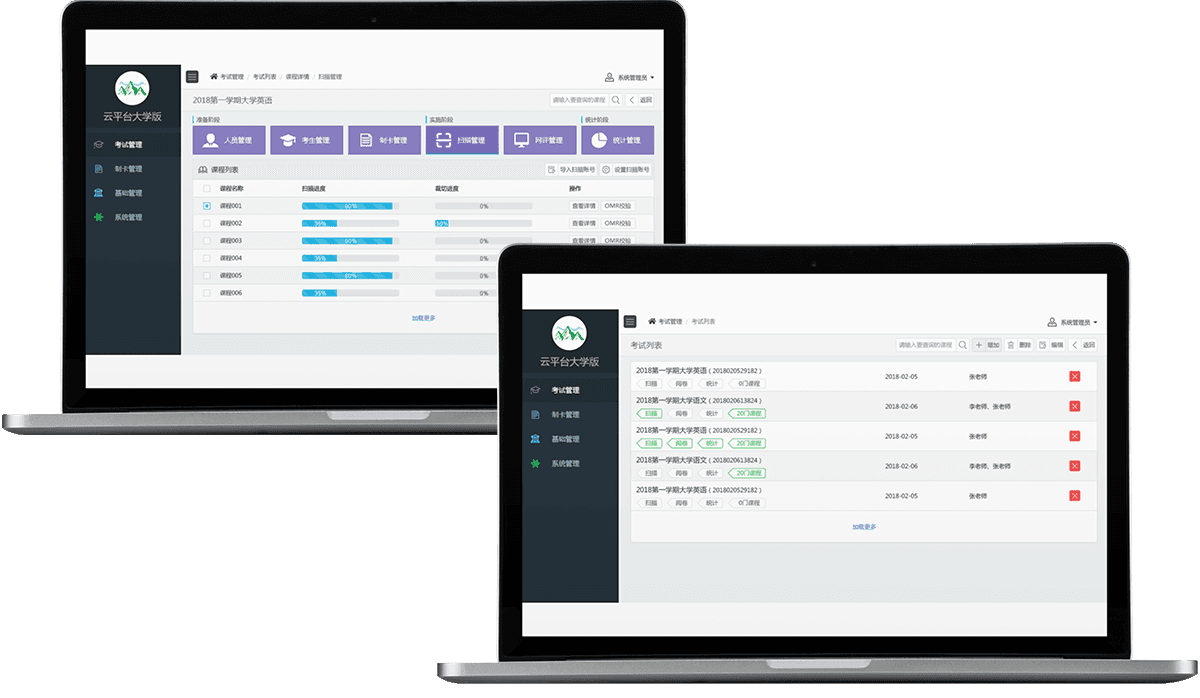 考试管理 / 考试列表 / 课程详情 / 扫描管理
系统管理员
云平台大学版
考试管理
制卡管理
基础管理
系统管理
2018第一学期大学英语
请输入要查询的课程
返回
准备阶段
实施阶段
统计阶段
人员管理
考生管理
制卡管理
扫描管理
网评管理
统计管理
课程列表
导入扫描账号
设置扫描账号
课程名称 扫描进度 裁切进度 操作
课程001 90% 0% 查看详情 OMR校验
课程002 36% 10% 查看详情 OMR校验
课程003 90% 0% 查看详情 OMR校验
课程004 36% 0%
课程005 90% 0%
课程006 36% 0%
加载更多
考试管理 / 考试列表
系统管理员
云平台大学版
考试管理
制卡管理
基础管理
系统管理
考试列表
请输入要查询的课程
增加
删除
编辑
返回
2018第一学期大学英语 ( 2018020529182 )
扫描 阅卷 统计 0门课程
2018-02-05 张老师
2018第一学期大学语文 ( 2018020613824 )
扫描 阅卷 统计 20门课程
2018-02-06 李老师、张老师
2018第一学期大学英语 ( 2018020529182 )
扫描 阅卷 统计 20门课程
2018-02-05 张老师
2018第一学期大学语文 ( 2018020613824 )
扫描 阅卷 统计 20门课程
2018-02-06 李老师、张老师
2018第一学期大学英语 ( 2018020529182 )
扫描 阅卷 统计 0门课程
2018-02-05 张老师
加载更多